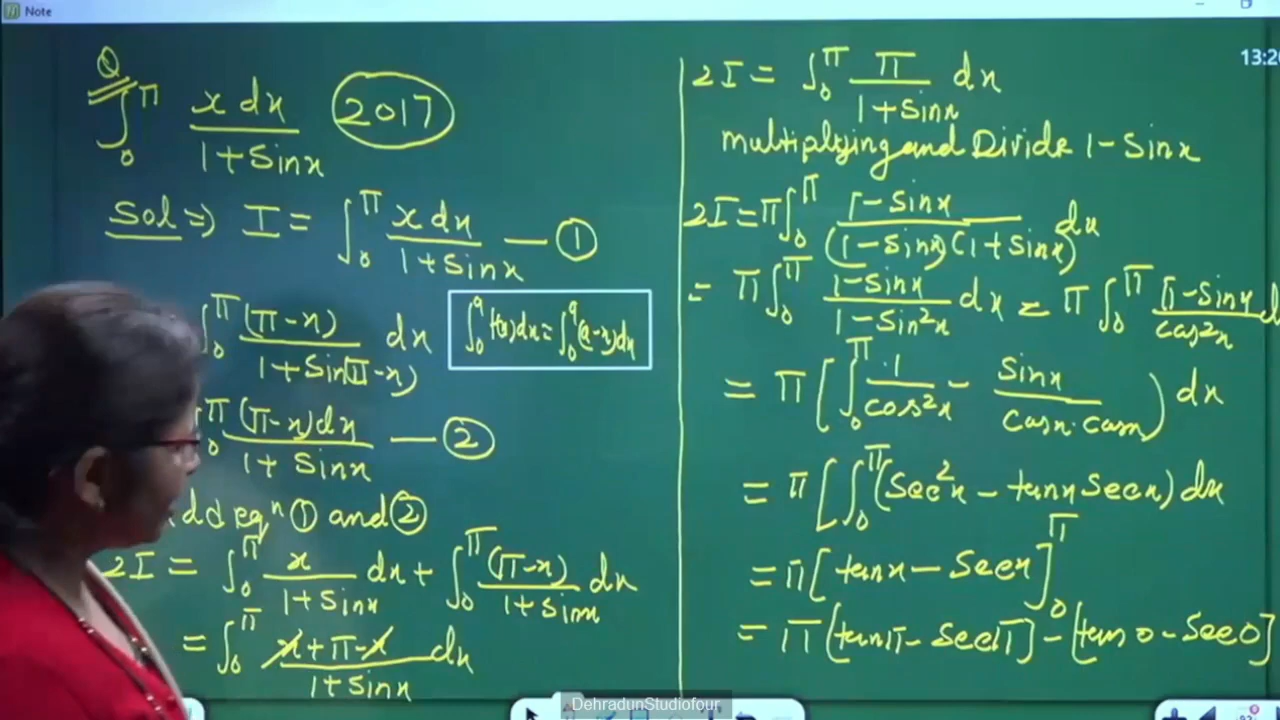 Note
Q
∫₀^π x dx / 1+Sinx 2017
Sol ⇒ I = ∫₀^π x dx / 1+Sinx — ①
∫₀^π (π-x) / 1+Sin(π-x) dx
∫₀^a f(x)dx = ∫₀^a (a-x)dx
₀^π (π-x)dx / 1+Sinx — ②
dd eqⁿ ① and ②
2I = ∫₀^π x / 1+Sinx dx + ∫₀^π (π-x) / 1+Sinx dx
= ∫₀^π x+π-x / 1+Sinx dx
13:20
2I = ∫₀^π π / 1+Sinx dx
multiplying and Divide 1-Sinx
2I = π∫₀^π 1-Sinx / (1-Sinx)(1+Sinx) dx
= π∫₀^π 1-Sinx / 1-Sin²x dx = π∫₀^π 1-Sinx / cos²x d
= π[∫₀^π 1 / cos²x - Sinx / cosx·cosx) dx
= π[∫₀^π (Sec²x - tanx Secx) dx
= π[tanx - Secx]₀^π
= π[tanπ - Secπ] - [tan0 - Sec0]
DehradunStudiofour